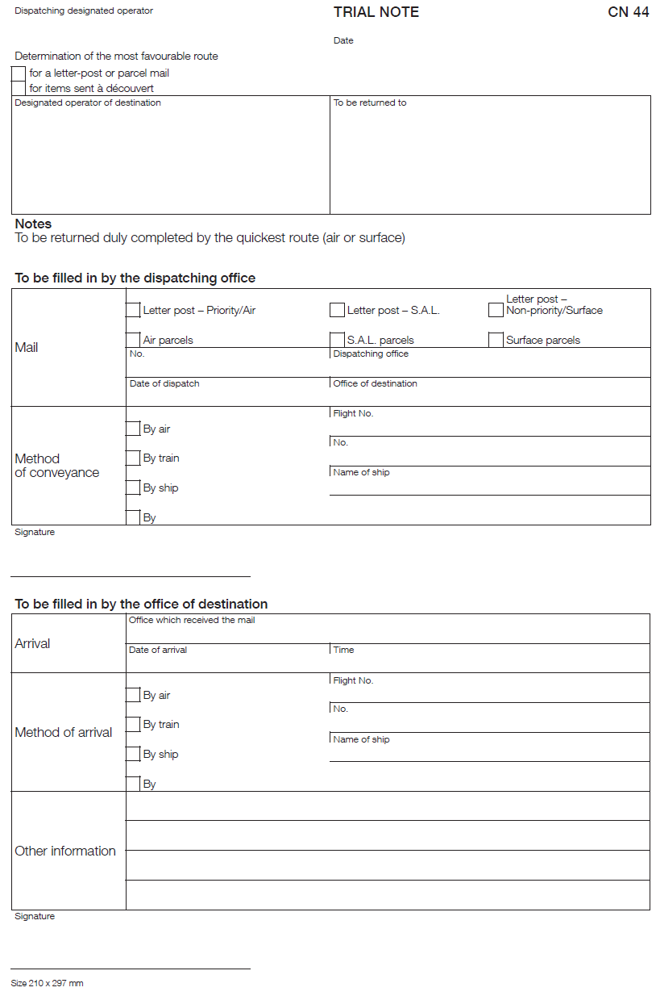 Dispatching designated operator
TRIAL NOTE
CN 44
Date
Determination of the most favourable route
for a letter-post or parcel mail
for items sent à découvert
Designated operator of destination
To be returned to
Notes
To be returned duly completed by the quickest route (air or surface)
To be filled in by the dispatching office
Mail
Letter post – Priority/Air
Letter post – S.A.L.
Letter post –
Non-priority/Surface
Air parcels
S.A.L. parcels
Surface parcels
No.
Dispatching office
Date of dispatch
Office of destination
Method
of conveyance
By air
Flight No.
By train
No.
By ship
Name of ship
By
Signature
To be filled in by the office of destination
Arrival
Office which received the mail
Date of arrival
Time
Method of arrival
By air
Flight No.
By train
No.
By ship
Name of ship
By
Other information
Signature
Size 210 x 297 mm